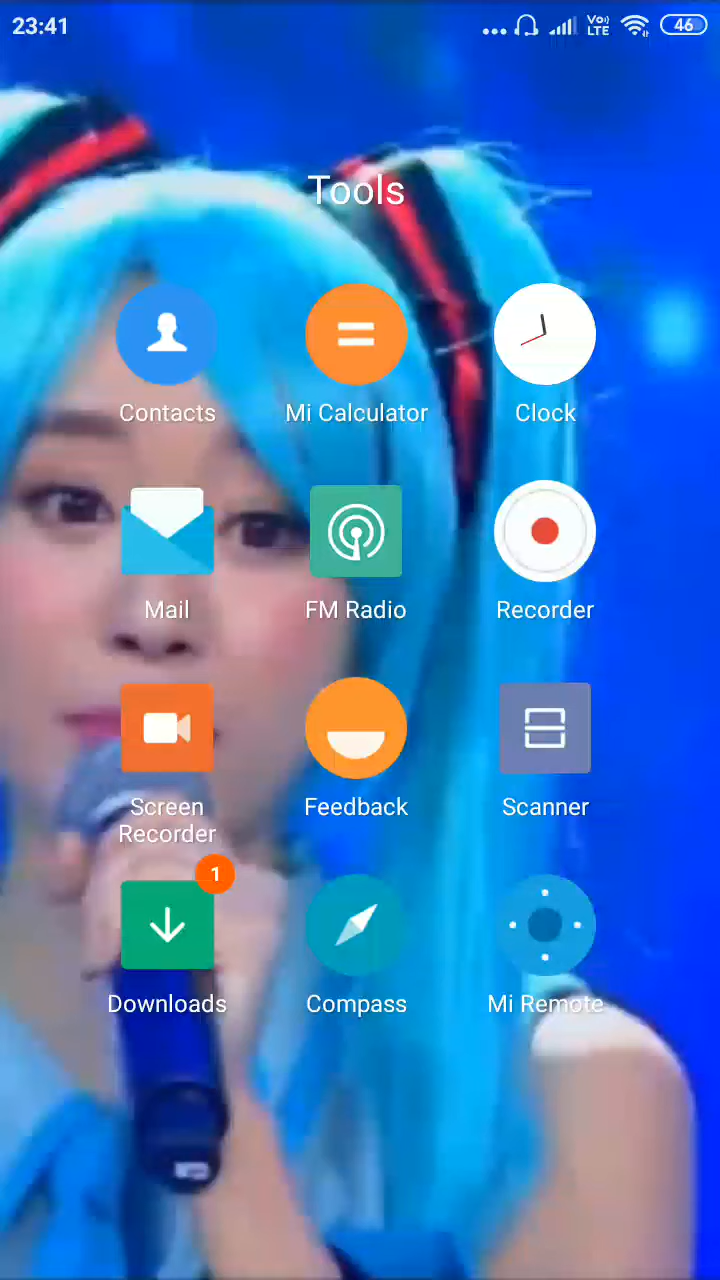 23:41
Vo LTE
46
Tools
Contacts
Mi Calculator
Clock
Mail
FM Radio
Recorder
Screen
Recorder
Feedback
Scanner
1
Downloads
Compass
Mi Remote